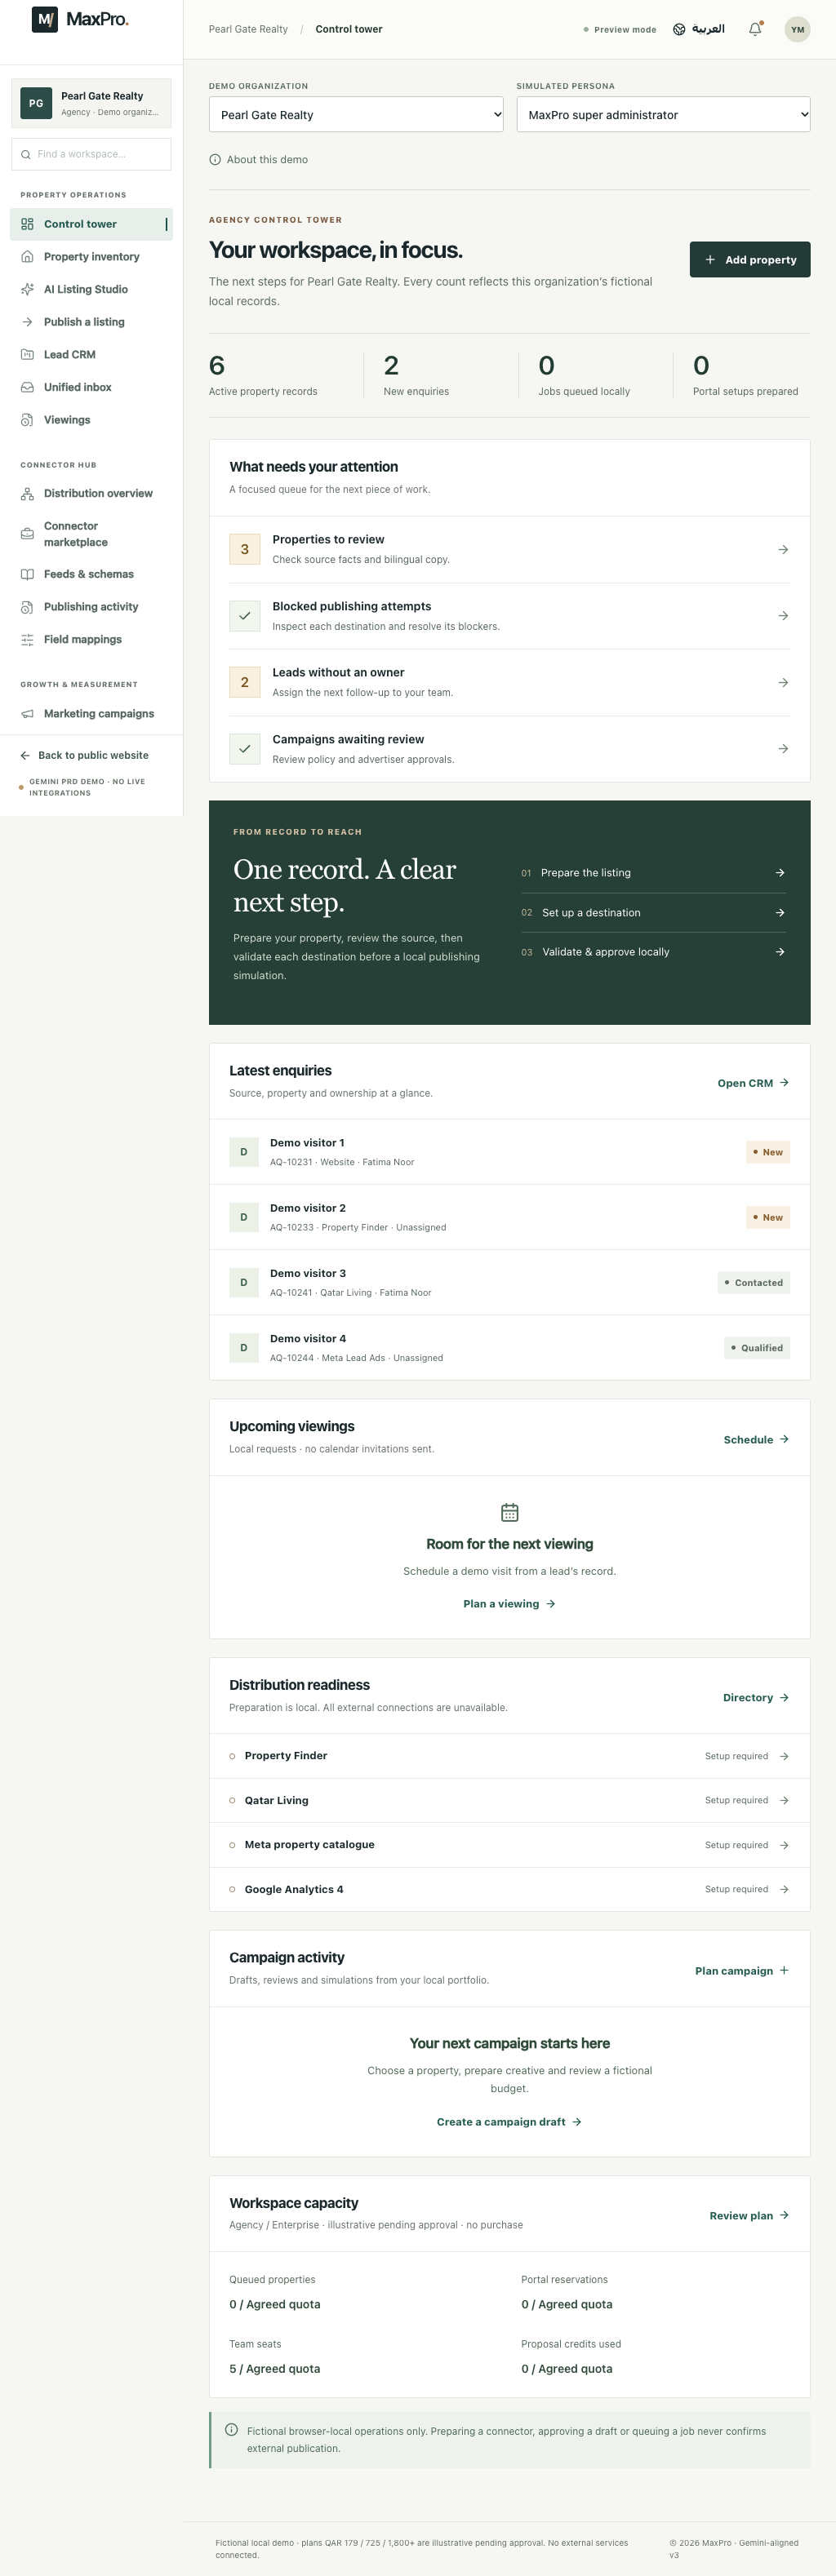 M/ MaxPro.
PG
Pearl Gate Realty
Agency · Demo organiz...
Find a workspace...
PROPERTY OPERATIONS
Control tower
Property inventory
AI Listing Studio
Publish a listing
Lead CRM
Unified inbox
Viewings
CONNECTOR HUB
Distribution overview
Connector
marketplace
Feeds & schemas
Publishing activity
Field mappings
GROWTH & MEASUREMENT
Marketing campaigns
Back to public website
GEMINI PRD DEMO · NO LIVE
INTEGRATIONS
Pearl Gate Realty / Control tower
Preview mode
العربية
YM
DEMO ORGANIZATION
Pearl Gate Realty
SIMULATED PERSONA
MaxPro super administrator
About this demo
AGENCY CONTROL TOWER
Your workspace, in focus.
The next steps for Pearl Gate Realty. Every count reflects this organization's fictional
local records.
Add property
6
Active property records
2
New enquiries
0
Jobs queued locally
0
Portal setups prepared
What needs your attention
A focused queue for the next piece of work.
3
Properties to review
Check source facts and bilingual copy.
Blocked publishing attempts
Inspect each destination and resolve its blockers.
2
Leads without an owner
Assign the next follow-up to your team.
Campaigns awaiting review
Review policy and advertiser approvals.
FROM RECORD TO REACH
One record. A clear
next step.
Prepare your property, review the source, then
validate each destination before a local publishing
simulation.
01 Prepare the listing
02 Set up a destination
03 Validate & approve locally
Latest enquiries
Source, property and ownership at a glance.
Open CRM
D
Demo visitor 1
AQ-10231 · Website · Fatima Noor
New
D
Demo visitor 2
AQ-10233 · Property Finder · Unassigned
New
D
Demo visitor 3
AQ-10241 · Qatar Living · Fatima Noor
Contacted
D
Demo visitor 4
AQ-10244 · Meta Lead Ads · Unassigned
Qualified
Upcoming viewings
Local requests · no calendar invitations sent.
Schedule
Room for the next viewing
Schedule a demo visit from a lead's record.
Plan a viewing
Distribution readiness
Preparation is local. All external connections are unavailable.
Directory
Property Finder
Setup required
Qatar Living
Setup required
Meta property catalogue
Setup required
Google Analytics 4
Setup required
Campaign activity
Drafts, reviews and simulations from your local portfolio.
Plan campaign
Your next campaign starts here
Choose a property, prepare creative and review a fictional
budget.
Create a campaign draft
Workspace capacity
Agency / Enterprise · illustrative pending approval · no purchase
Review plan
Queued properties
0 / Agreed quota
Portal reservations
0 / Agreed quota
Team seats
5 / Agreed quota
Proposal credits used
0 / Agreed quota
Fictional browser-local operations only. Preparing a connector, approving a draft or queuing a job never confirms
external publication.
Fictional local demo · plans QAR 179 / 725 / 1,800+ are illustrative pending approval. No external services
connected.
© 2026 MaxPro · Gemini-aligned
v3